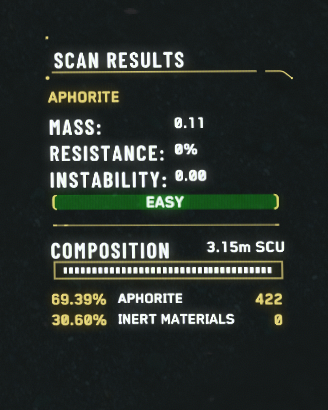 SCAN RESULTS
APHORITE
MASS: 0.11
RESISTANCE: 0%
INSTABILITY: 0.00
EASY
COMPOSITION 3.15m SCU
69.39% APHORITE 422
30.60% INERT MATERIALS 0